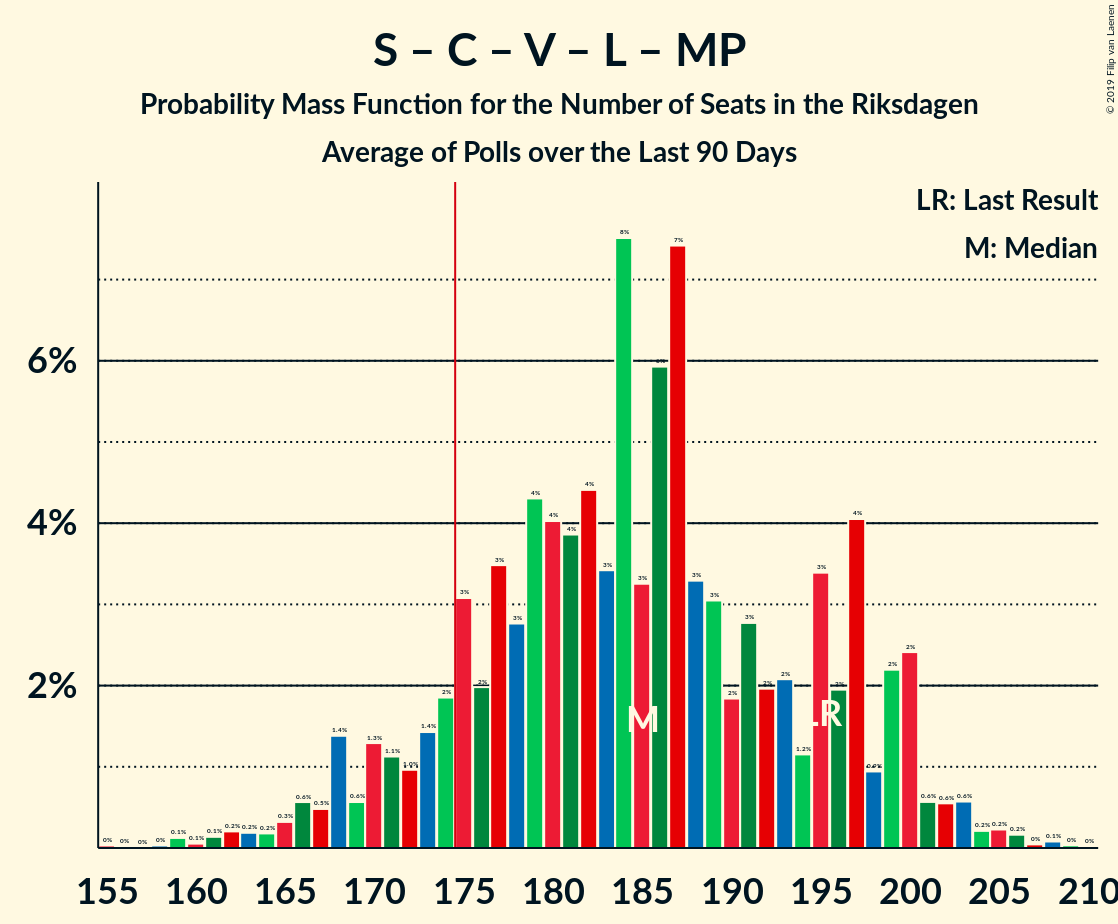 S – C – V – L – MP
Probability Mass Function for the Number of Seats in the Riksdagen
Average of Polls over the Last 90 Days
© 2019 Filip van Laenen
LR: Last Result
M: Median
6%
4%
2%
0% 0% 0% 0% 0.1% 0.1% 0.1% 0.2% 0.2% 0.2% 0.3% 0.6% 0.5% 1.4% 0.6% 1.3% 1.1% 1.0% 1.4% 2% 3% 2% 3% 3% 4% 4% 4% 4% 3% 8% 3% 6% 7% 3% 3% 2% 3% 2% 2% 1.2% 3% 2% 4% 0.9% 2% 2% 0.6% 0.6% 0.6% 0.2% 0.2% 0.2% 0% 0.1% 0% 0%
M
LR
155 160 165 170 175 180 185 190 195 200 205 210